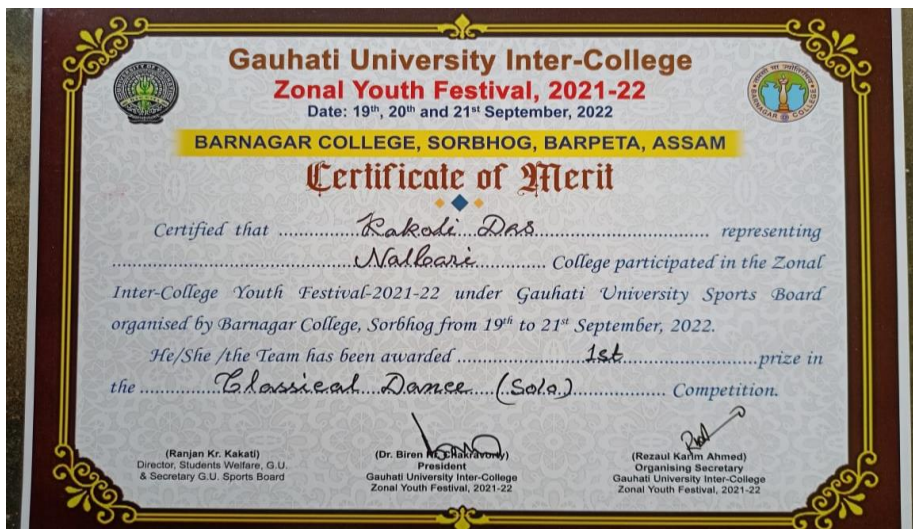 Gauhati University Inter-College
Zonal Youth Festival, 2021-22
Date: 19th, 20th and 21st September, 2022
BARNAGAR COLLEGE, SORBHOG, BARPETA, ASSAM
Certificate of Merit
Certified that ................Kakodi Das................ representing
................Nalbari................ College participated in the Zonal
Inter-College Youth Festival-2021-22 under Gauhati University Sports Board
organised by Barnagar College, Sorbhog from 19th to 21st September, 2022.
He/She /the Team has been awarded ................1st................prize in
the ................Classical Dance (Solo)................ Competition.
(Ranjan Kr. Kakati)
Director, Students Welfare, G.U.
& Secretary G.U. Sports Board
(Dr. Biren Chakravorty)
President
Gauhati University Inter-College
Zonal Youth Festival, 2021-22
(Rezaul Karim Ahmed)
Organising Secretary
Gauhati University Inter-College
Zonal Youth Festival, 2021-22
BARNAGAR COLLEGE